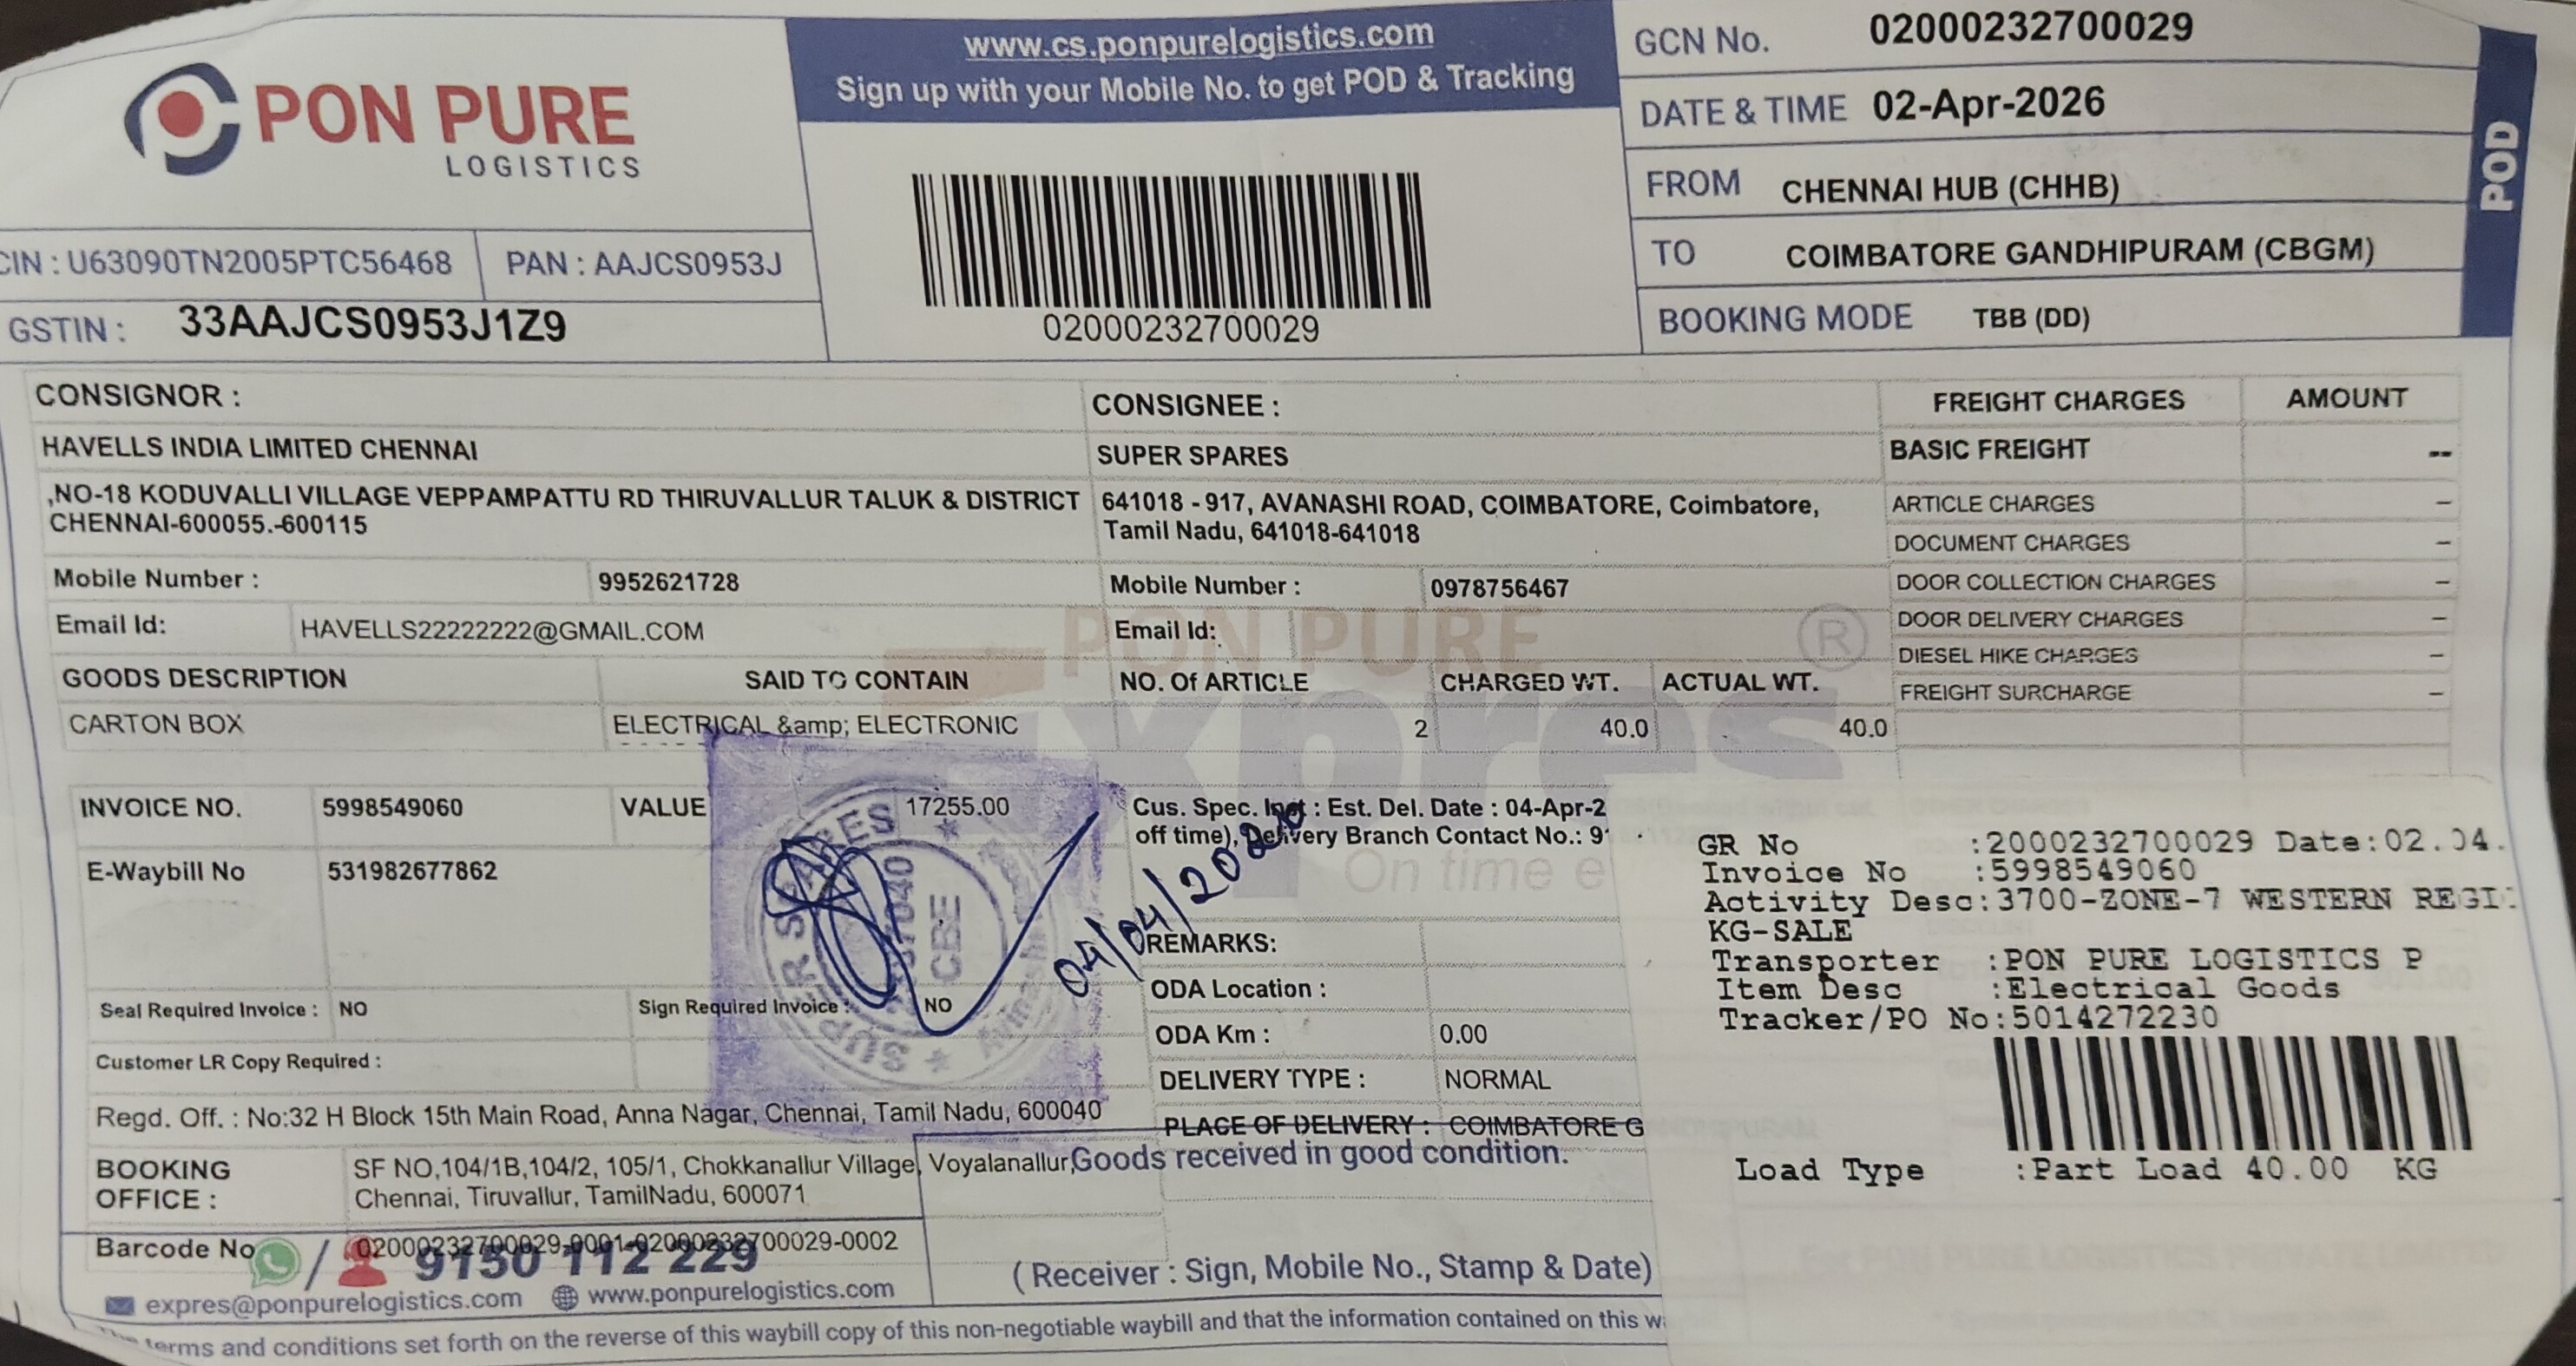 PON PURE
LOGISTICS
www.cs.ponpurelogistics.com
Sign up with your Mobile No. to get POD & Tracking
02000232700029
GCN No. 02000232700029
DATE & TIME 02-Apr-2026
FROM CHENNAI HUB (CHHB)
TO COIMBATORE GANDHIPURAM (CBGM)
BOOKING MODE TBB (DD)
POD
CIN : U63090TN2005PTC56468 PAN : AAJCS0953J
GSTIN : 33AAJCS0953J1Z9
CONSIGNOR :
HAVELLS INDIA LIMITED CHENNAI
,NO-18 KODUVALLI VILLAGE VEPPAMPATTU RD THIRUVALLUR TALUK & DISTRICT
CHENNAI-600055.-600115
Mobile Number : 9952621728
Email Id: HAVELLS22222222@GMAIL.COM
CONSIGNEE :
SUPER SPARES
641018 - 917, AVANASHI ROAD, COIMBATORE, Coimbatore,
Tamil Nadu, 641018-641018
Mobile Number : 0978756467
Email Id:
FREIGHT CHARGES AMOUNT
BASIC FREIGHT --
ARTICLE CHARGES –
DOCUMENT CHARGES –
DOOR COLLECTION CHARGES –
DOOR DELIVERY CHARGES –
DIESEL HIKE CHARGES –
FREIGHT SURCHARGE –
PON PURE
Expres ®
On time e
GOODS DESCRIPTION SAID TO CONTAIN NO. Of ARTICLE CHARGED WT. ACTUAL WT.
CARTON BOX ELECTRICAL &amp; ELECTRONIC 2 40.0 40.0
INVOICE NO. 5998549060 VALUE 17255.00
E-Waybill No 531982677862
Seal Required Invoice : NO Sign Required Invoice : NO
Customer LR Copy Required :
SUPER SPARES
CBE
04/04/2026
Cus. Spec. Inst : Est. Del. Date : 04-Apr-2
off time), Delivery Branch Contact No.: 9
REMARKS:
ODA Location :
ODA Km : 0.00
DELIVERY TYPE : NORMAL
PLACE OF DELIVERY : COIMBATORE G
Regd. Off. : No:32 H Block 15th Main Road, Anna Nagar, Chennai, Tamil Nadu, 600040
BOOKING OFFICE : SF NO,104/1B,104/2, 105/1, Chokkanallur Village, Voyalanallur,
Chennai, Tiruvallur, TamilNadu, 600071
Goods received in good condition.
Barcode No 02000232700029-0001-02000232700029-0002
/ 9150 112 229
expres@ponpurelogistics.com www.ponpurelogistics.com
( Receiver : Sign, Mobile No., Stamp & Date)
terms and conditions set forth on the reverse of this waybill copy of this non-negotiable waybill and that the information contained on this
GR No :2000232700029 Date:02.04.
Invoice No :5998549060
Activity Desc:3700-ZONE-7 WESTERN REGI
KG-SALE
Transporter :PON PURE LOGISTICS P
Item Desc :Electrical Goods
Tracker/PO No:5014272230
Load Type :Part Load 40.00 KG